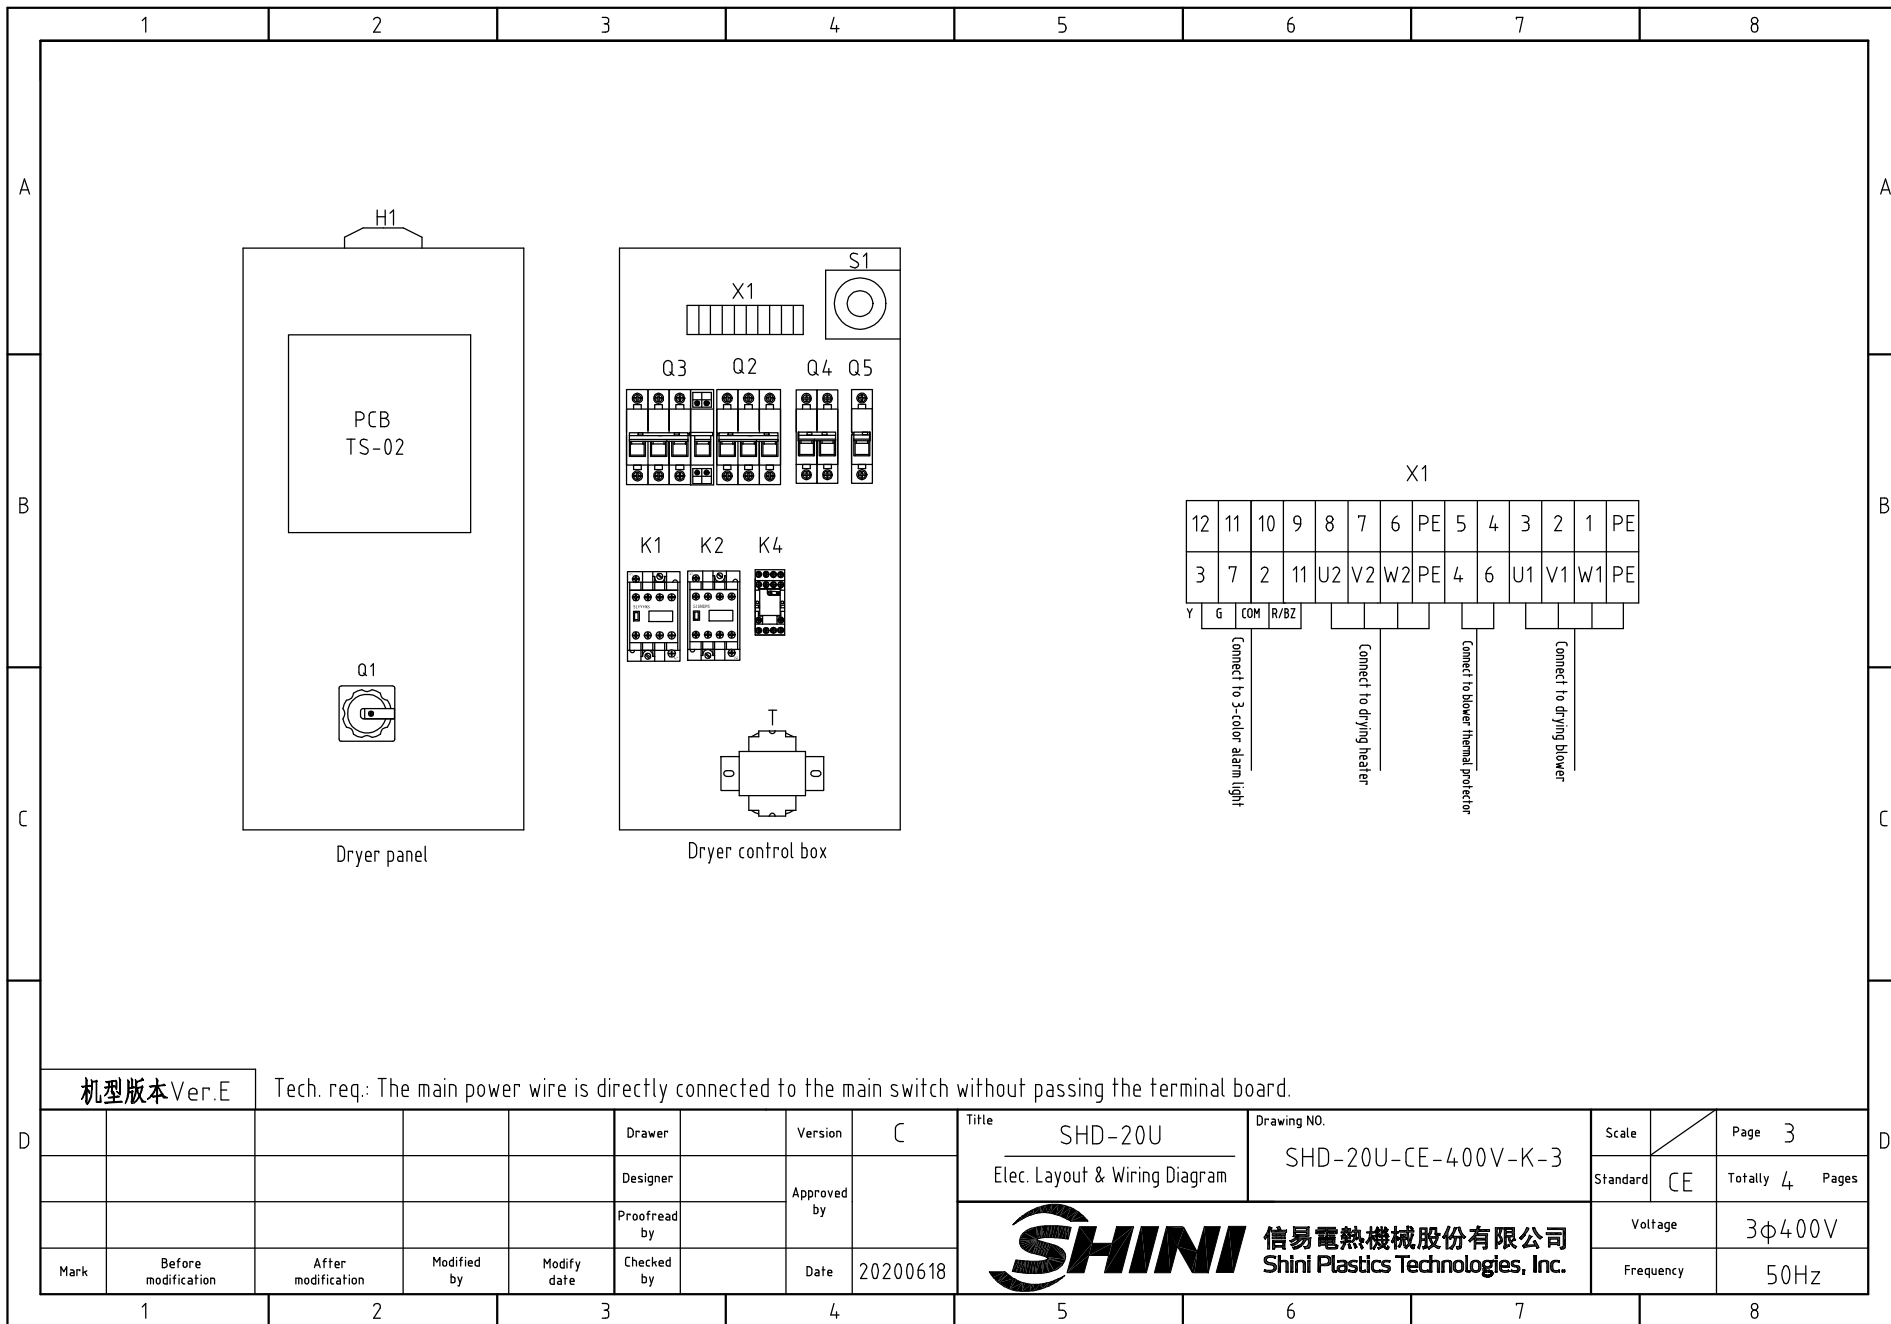 1 2 3 4 5 6 7 8
A A
H1
S1
X1
Q3 Q2 Q4 Q5
PCB
TS-02
X1
B B
12 11 10 9 8 7 6 PE 5 4 3 2 1 PE
K1 K2 K4
3 7 2 11 U2 V2 W2 PE 4 6 U1 V1 W1 PE
Y G COM R/BZ
Connect to 3-color alarm light
Connect to drying heater
Connect to blower thermal protector
Connect to drying blower
Q1
T
C C
Dryer panel
Dryer control box
机型版本Ver.E
Tech. req.: The main power wire is directly connected to the main switch without passing the terminal board.
D D
Drawer
Version C
Title
SHD-20U
Elec. Layout & Wiring Diagram
Drawing NO.
SHD-20U-CE-400V-K-3
Scale
Page 3
Designer
Approved
by
Standard CE
Totally 4 Pages
Proofread
by
Voltage 3φ400V
Mark
Before
modification
After
modification
Modified
by
Modify
date
Checked
by
Date 20200618
SHINI
信易電熱機械股份有限公司
Shini Plastics Technologies, Inc.
Frequency 50Hz
1 2 3 4 5 6 7 8